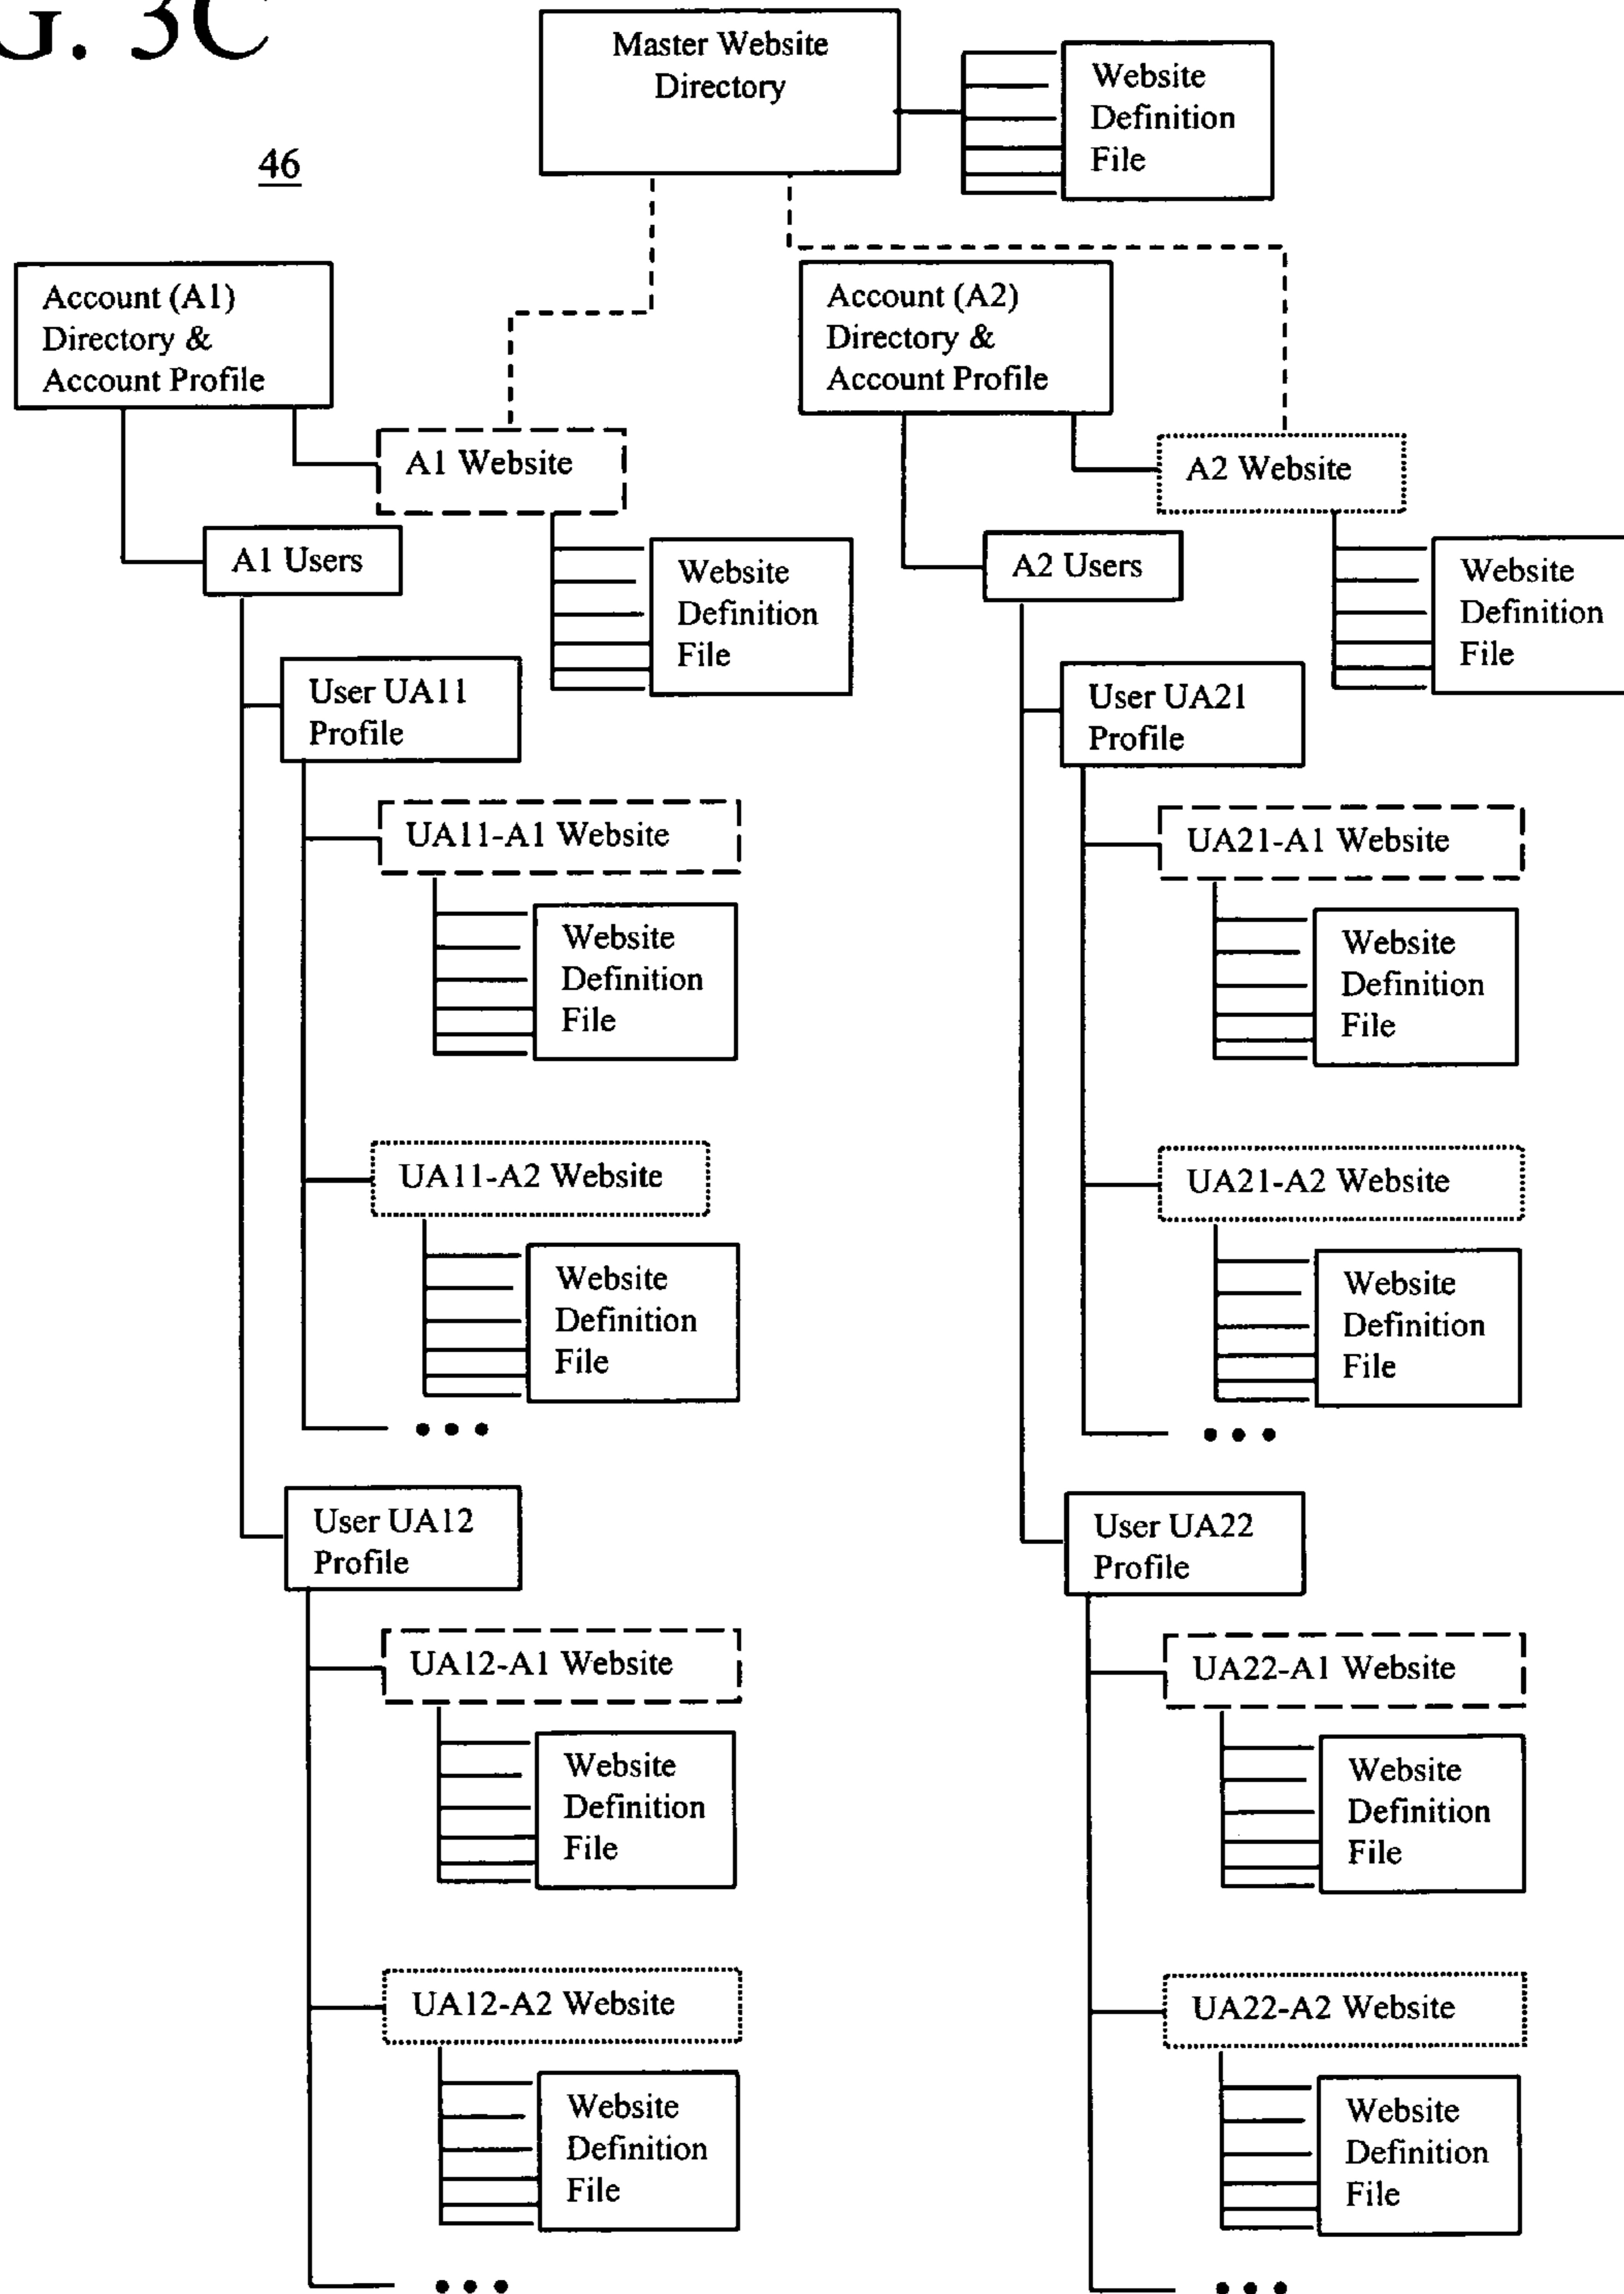 G. 3C
46
Master Website
Directory
Website
Definition
File
Account (A1)
Directory &
Account Profile
A1 Website
Website
Definition
File
A1 Users
User UA11
Profile
UA11-A1 Website
Website
Definition
File
UA11-A2 Website
Website
Definition
File
• • •
User UA12
Profile
UA12-A1 Website
Website
Definition
File
UA12-A2 Website
Website
Definition
File
• • •
Account (A2)
Directory &
Account Profile
A2 Website
Website
Definition
File
A2 Users
User UA21
Profile
UA21-A1 Website
Website
Definition
File
UA21-A2 Website
Website
Definition
File
• • •
User UA22
Profile
UA22-A1 Website
Website
Definition
File
UA22-A2 Website
Website
Definition
File
• • •